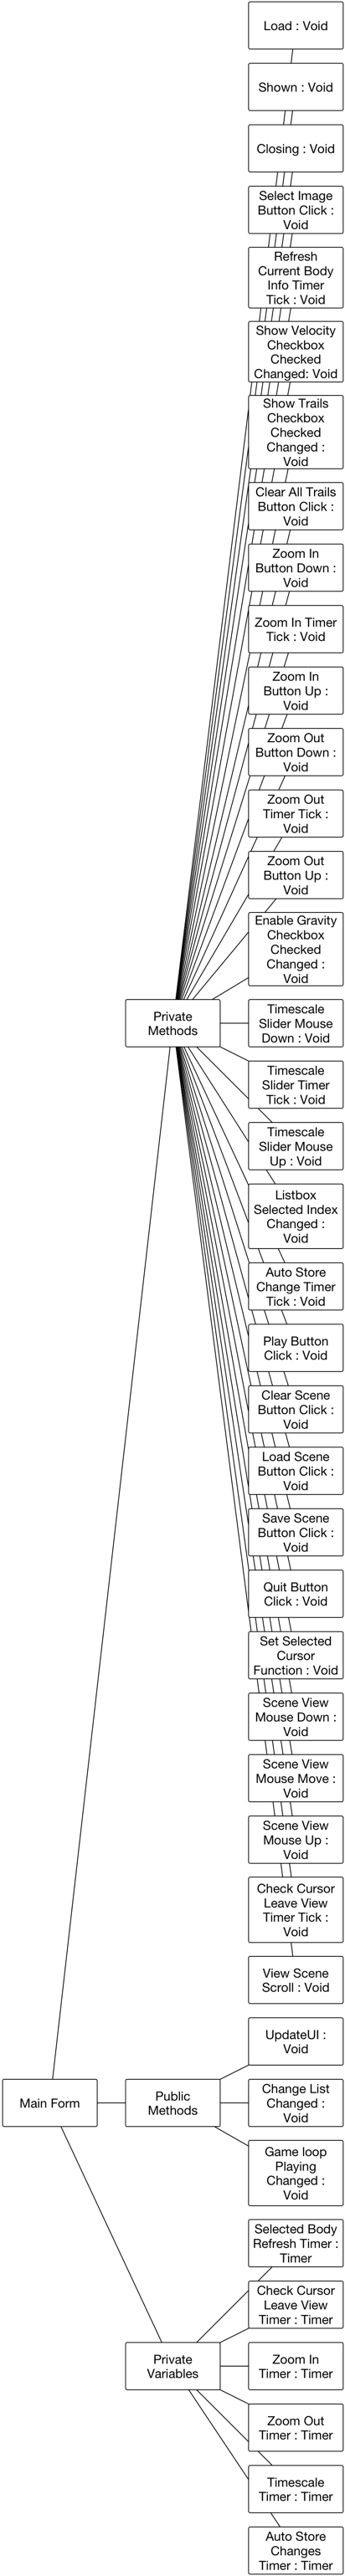 Load : Void
Shown : Void
Closing : Void
Select Image
Button Click :
Void
Refresh
Current Body
Info Timer
Tick : Void
Show Velocity
Checkbox
Checked
Changed: Void
Show Trails
Checkbox
Checked
Changed :
Void
Clear All Trails
Button Click :
Void
Zoom In
Button Down :
Void
Zoom In Timer
Tick : Void
Zoom In
Button Up :
Void
Zoom Out
Button Down :
Void
Zoom Out
Timer Tick :
Void
Zoom Out
Button Up :
Void
Enable Gravity
Checkbox
Checked
Changed :
Void
Private
Methods
Timescale
Slider Mouse
Down : Void
Timescale
Slider Timer
Tick : Void
Timescale
Slider Mouse
Up : Void
Listbox
Selected Index
Changed :
Void
Auto Store
Change Timer
Tick : Void
Play Button
Click : Void
Clear Scene
Button Click :
Void
Load Scene
Button Click :
Void
Save Scene
Button Click :
Void
Quit Button
Click : Void
Set Selected
Cursor
Function : Void
Scene View
Mouse Down :
Void
Scene View
Mouse Move :
Void
Scene View
Mouse Up :
Void
Check Cursor
Leave View
Timer Tick :
Void
View Scene
Scroll : Void
UpdateUI :
Void
Main Form
Public
Methods
Change List
Changed :
Void
Game loop
Playing
Changed :
Void
Selected Body
Refresh Timer :
Timer
Check Cursor
Leave View
Timer : Timer
Private
Variables
Zoom In
Timer : Timer
Zoom Out
Timer : Timer
Timescale
Timer : Timer
Auto Store
Changes
Timer : Timer